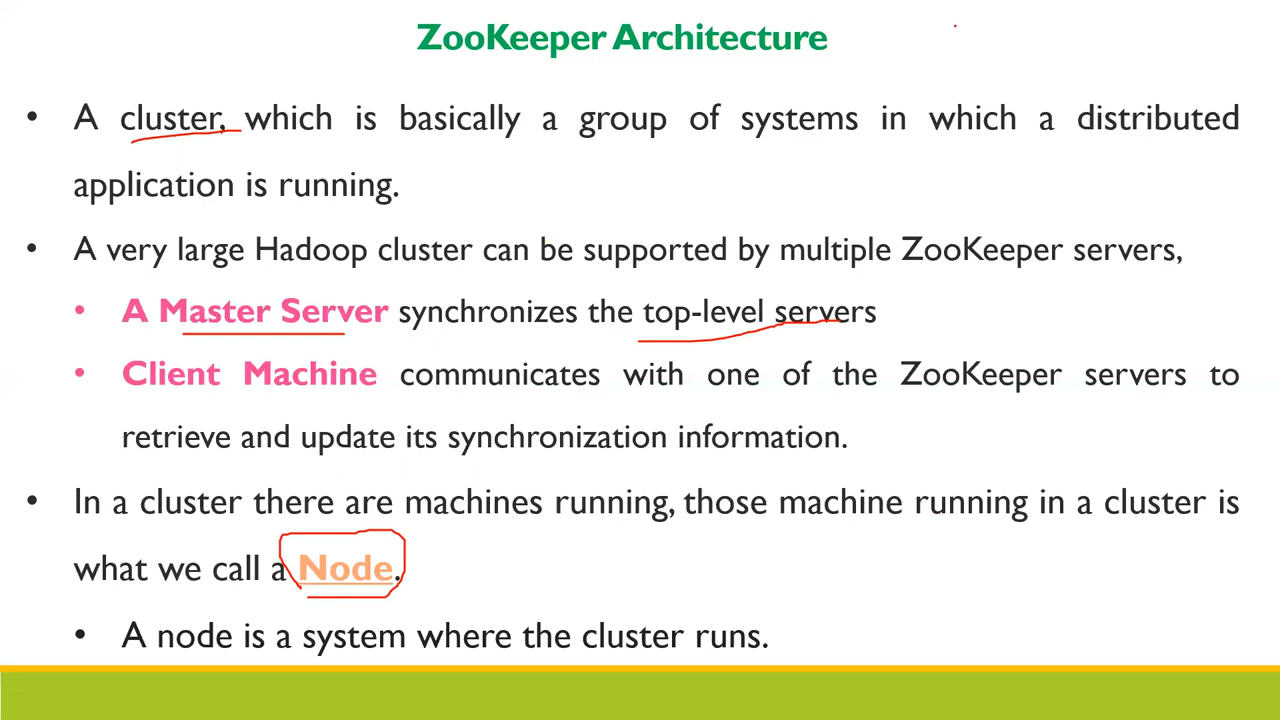 ZooKeeper Architecture
• A cluster, which is basically a group of systems in which a distributed
application is running.
• A very large Hadoop cluster can be supported by multiple ZooKeeper servers,
• A Master Server synchronizes the top-level servers
• Client Machine communicates with one of the ZooKeeper servers to
retrieve and update its synchronization information.
• In a cluster there are machines running, those machine running in a cluster is
what we call a Node.
• A node is a system where the cluster runs.